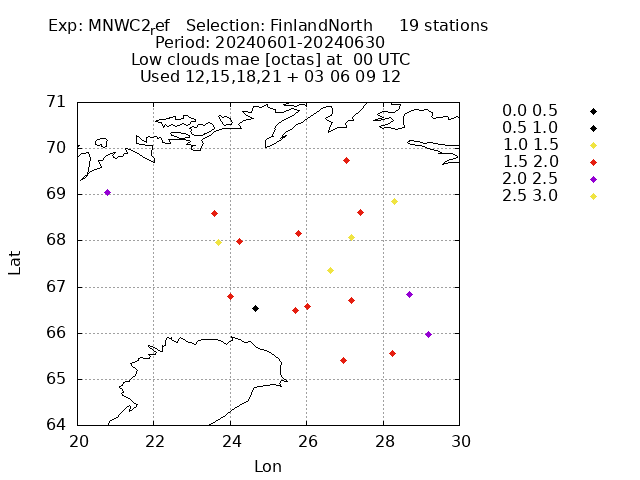 Exp: MNWC2ref   Selection: FinlandNorth     19 stations
Period: 20240601-20240630
Low clouds mae [octas] at  00 UTC
Used 12,15,18,21 + 03 06 09 12
71
70
69
68
67
66
65
64
20 22 24 26 28 30
Lat
Lon
0.0 0.5
0.5 1.0
1.0 1.5
1.5 2.0
2.0 2.5
2.5 3.0